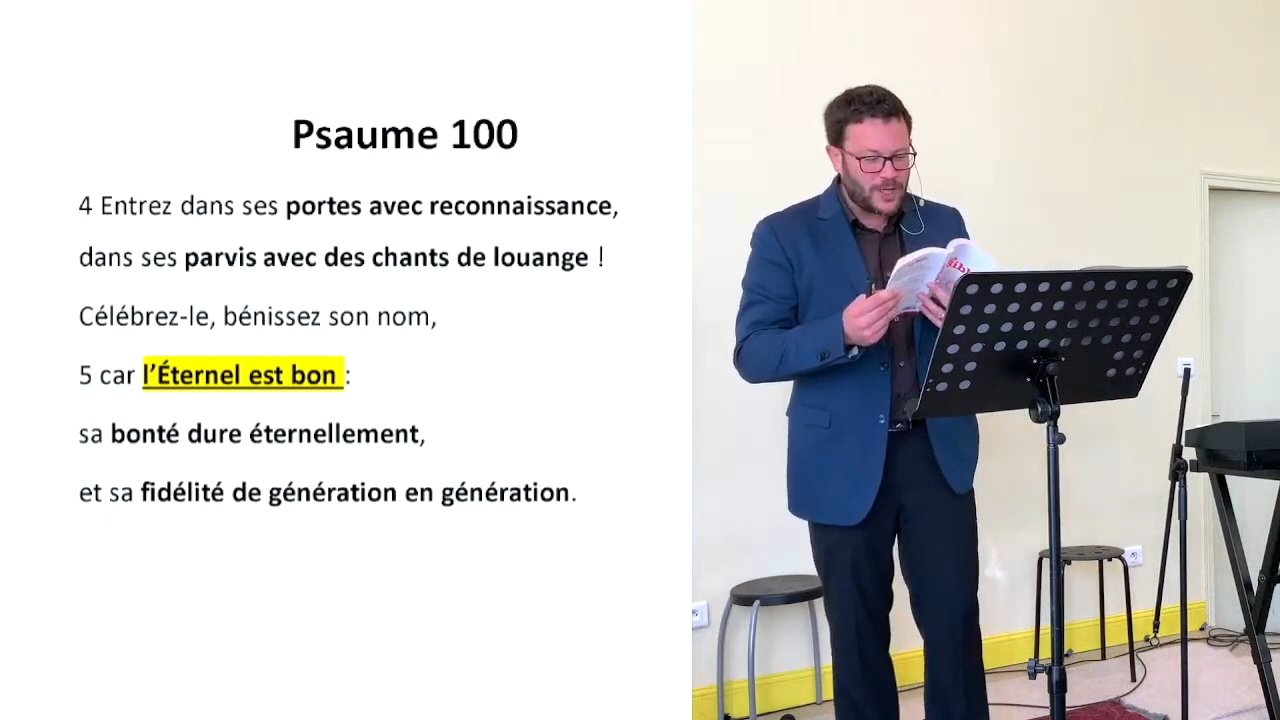 Psaume 100
4 Entrez dans ses portes avec reconnaissance,
dans ses parvis avec des chants de louange !
Célébrez-le, bénissez son nom,
5 car l’Éternel est bon :
sa bonté dure éternellement,
et sa fidélité de génération en génération.